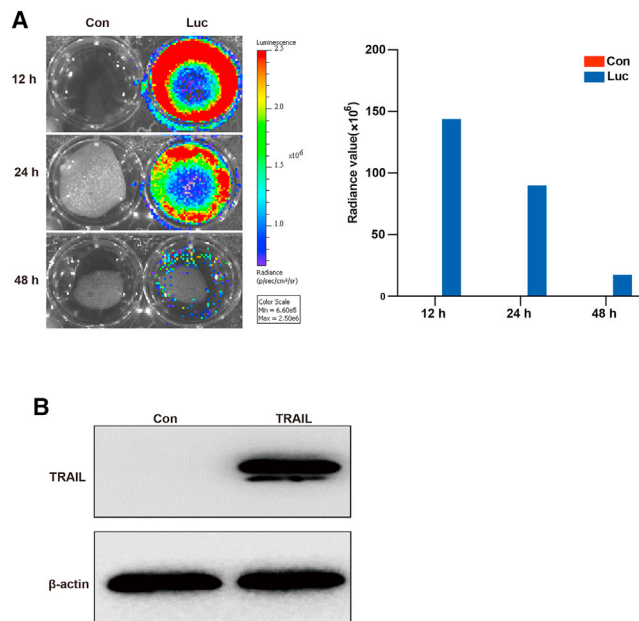 A
Con
Luc
12 h
24 h
48 h
Luminescence
2.5
2.0
1.5
×10⁶
1.0
Radiance
(p/sec/cm²/sr)
Color Scale
Min = 6.60e5
Max = 2.50e6
200
150
100
50
0
Radiance value(×10⁶)
12 h
24 h
48 h
Con
Luc
B
Con
TRAIL
TRAIL
β-actin